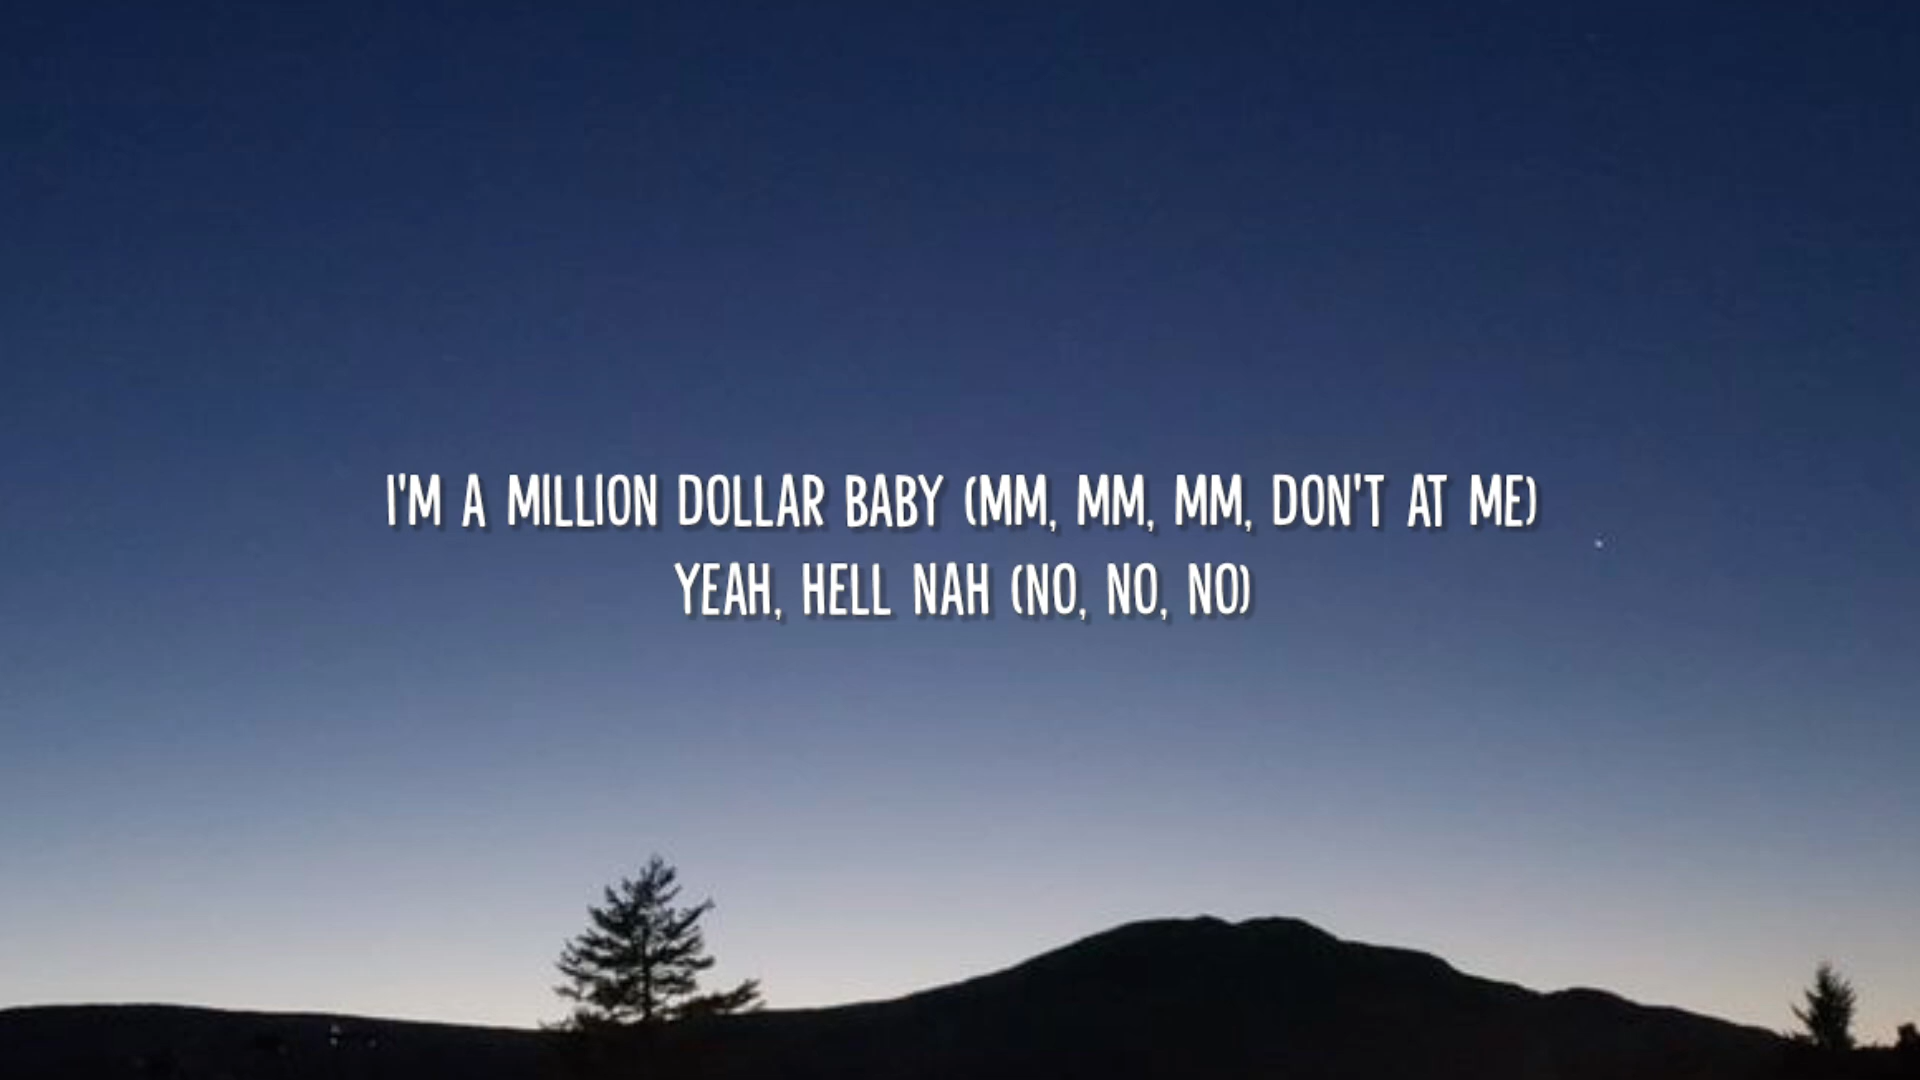 I'M A MILLION DOLLAR BABY (MM, MM, MM, DON'T AT ME)
YEAH, HELL NAH (NO, NO, NO)